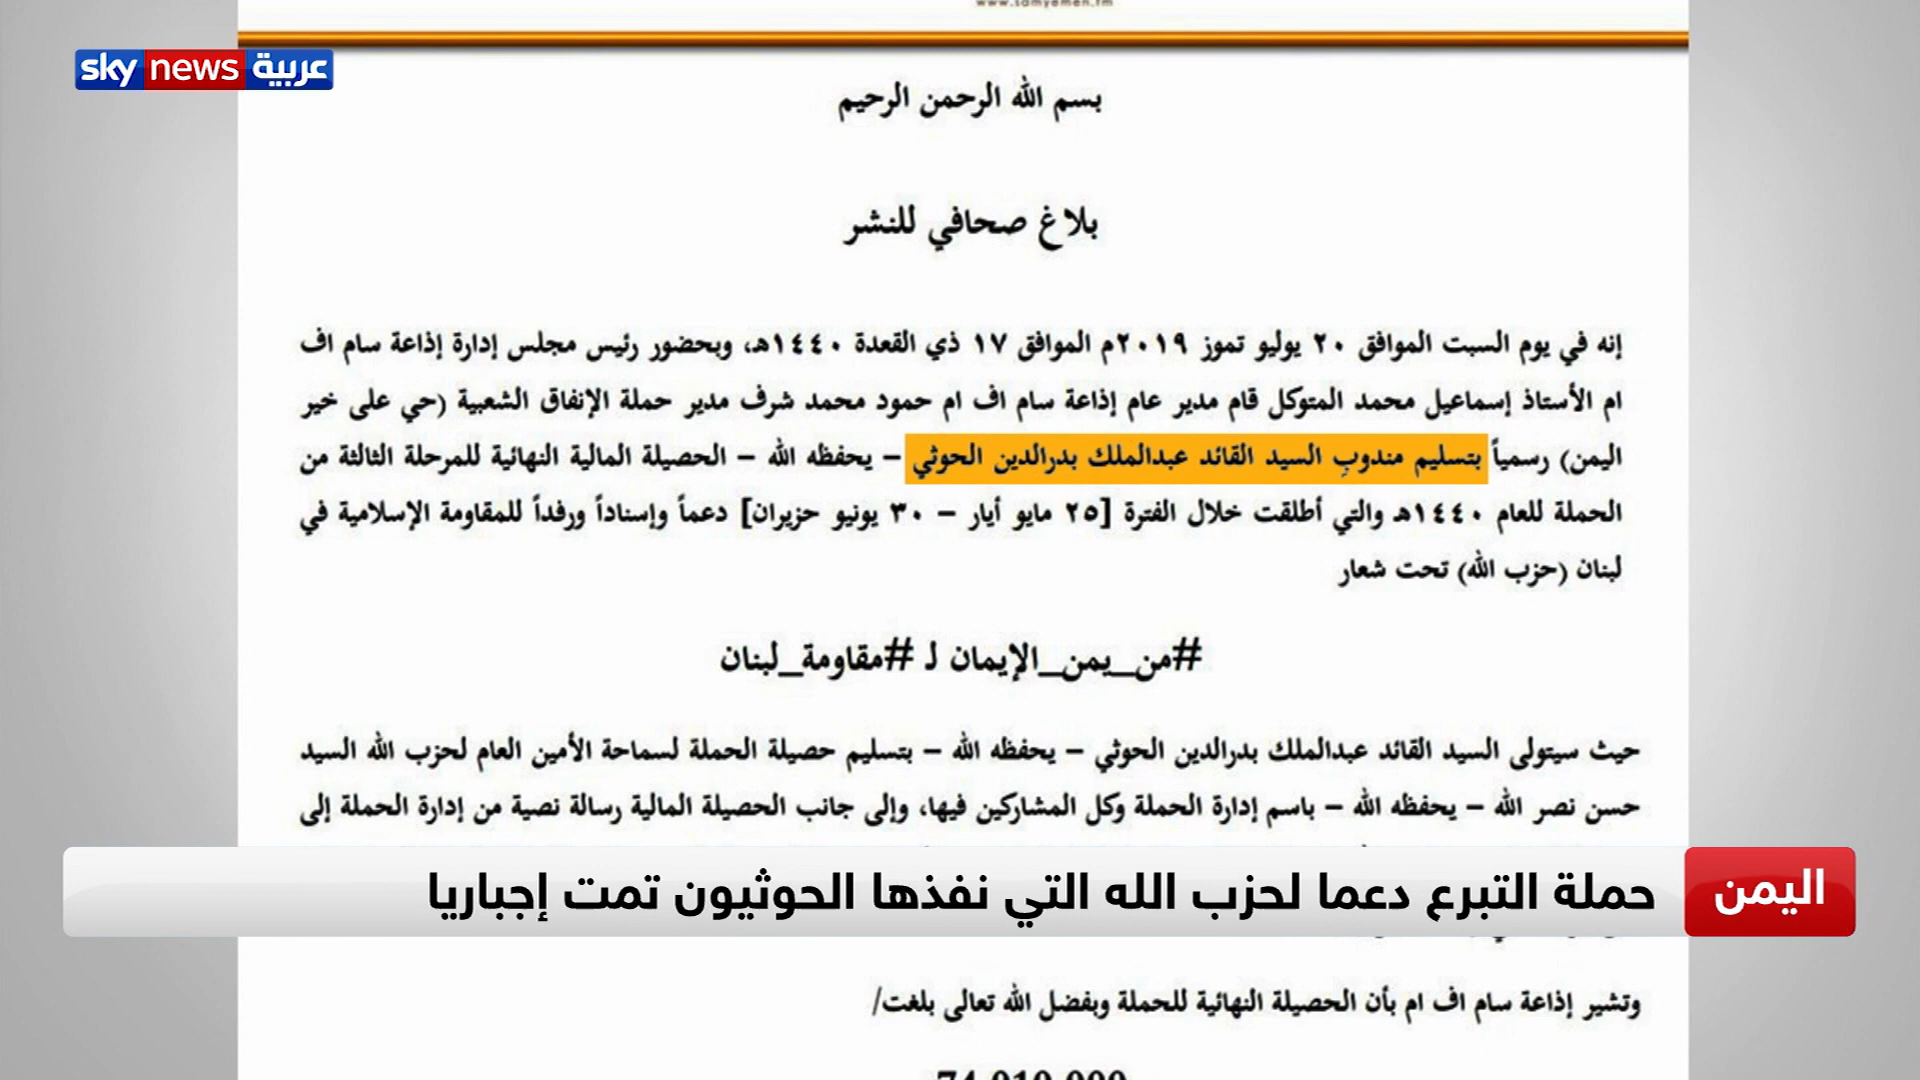 www.samyemen.fm
sky news عربية
بسم الله الرحمن الرحيم
بلاغ صحافي للنشر
إنه في يوم السبت الموافق ٢٠ يوليو تموز ٢٠١٩م الموافق ١٧ ذي القعدة ١٤٤٠هـ، وبحضور رئيس مجلس إدارة إذاعة سام اف
ام الأستاذ إسماعيل محمد المتوكل قام مدير عام إذاعة سام اف ام حمود محمد شرف مدير حملة الإنفاق الشعبية (حي على خير
اليمن) رسمياً بتسليم مندوبِ السيد القائد عبدالملك بدرالدين الحوثي – يحفظه الله – الحصيلة المالية النهائية للمرحلة الثالثة من
الحملة للعام ١٤٤٠هـ والتي أطلقت خلال الفترة [٢٥ مايو أيار – ٣٠ يونيو حزيران] دعماً وإسناداً ورفداً للمقاومة الإسلامية في
لبنان (حزب الله) تحت شعار
#من_يمن_الإيمان لـ #مقاومة_لبنان
حيث سيتولى السيد القائد عبدالملك بدرالدين الحوثي – يحفظه الله – بتسليم حصيلة الحملة لسماحة الأمين العام لحزب الله السيد
حسن نصر الله – يحفظه الله – باسم إدارة الحملة وكل المشاركين فيها، وإلى جانب الحصيلة المالية رسالة نصية من إدارة الحملة إلى
اليمن
حملة التبرع دعما لحزب الله التي نفذها الحوثيون تمت إجباريا
وتشير إذاعة سام اف ام بأن الحصيلة النهائية للحملة وبفضل الله تعالى بلغت/